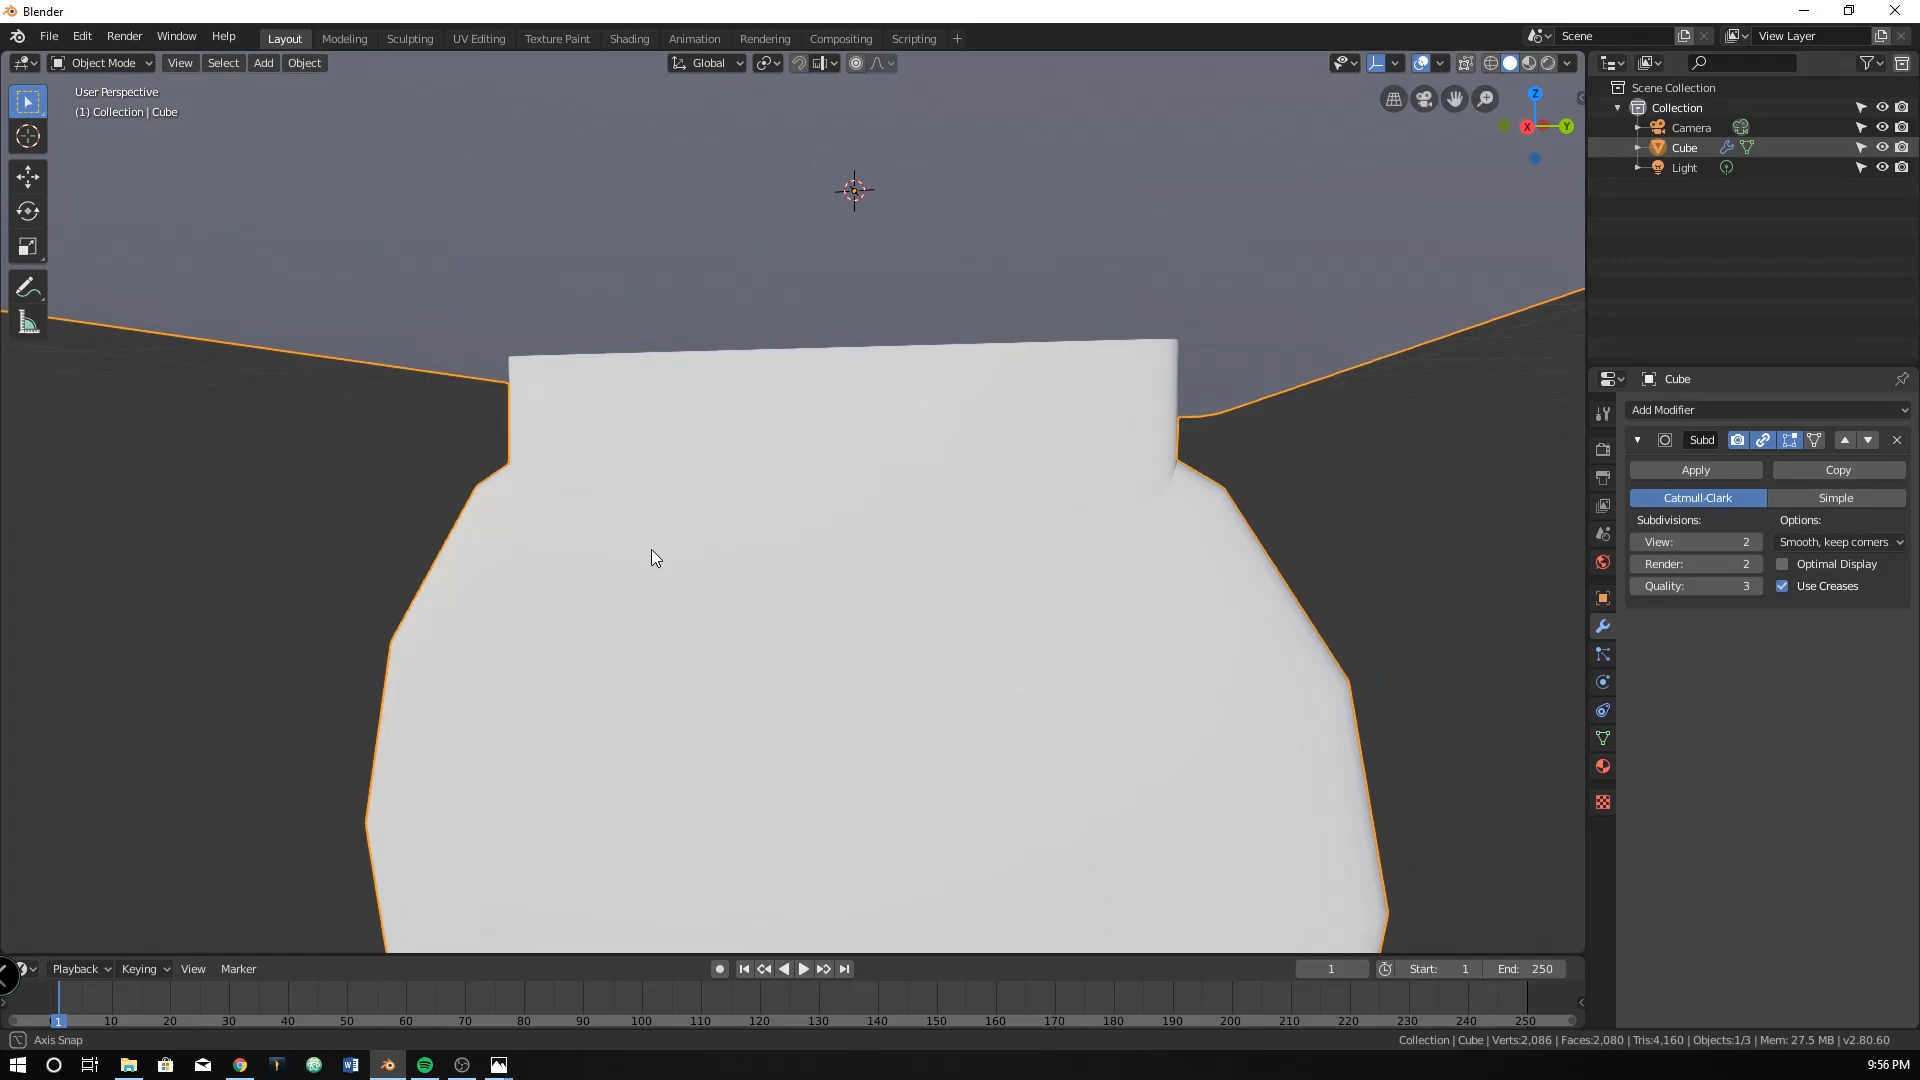 Blender
File Edit Render Window Help Layout Modeling Sculpting UV Editing Texture Paint Shading Animation Rendering Compositing Scripting + Scene View Layer
Object Mode View Select Add Object Global
User Perspective
(1) Collection | Cube
Z
X Y
Scene Collection
Collection
Camera
Cube
Light
Cube
Add Modifier
Subd
Apply Copy
Catmull-Clark Simple
Subdivisions: Options:
View: 2 Smooth, keep corners
Render: 2 Optimal Display
Quality: 3 Use Creases
Playback Keying View Marker 1 Start: 1 End: 250
1 10 20 30 40 50 60 70 80 90 100 110 120 130 140 150 160 170 180 190 200 210 220 230 240 250
Axis Snap Collection | Cube | Verts:2,086 | Faces:2,080 | Tris:4,160 | Objects:1/3 | Mem: 27.5 MB | v2.80.60
9:56 PM